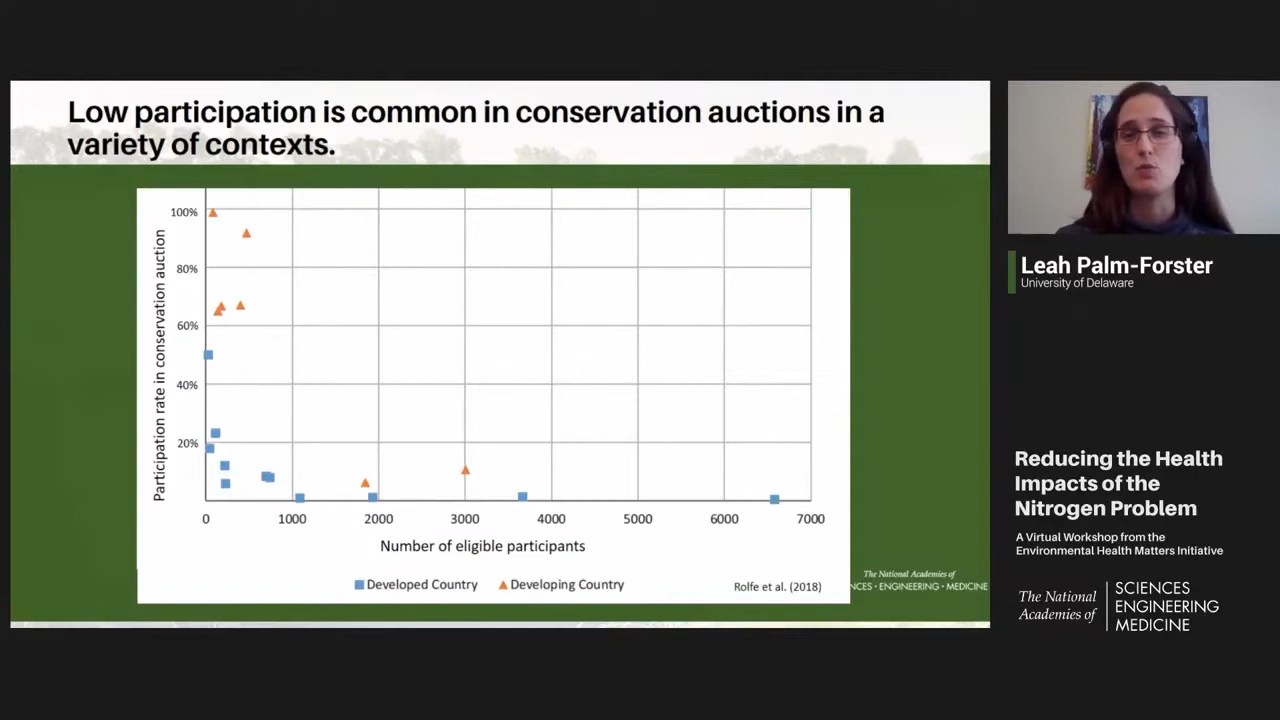 Low participation is common in conservation auctions in a
variety of contexts.
Participation rate in conservation auction
100%
80%
60%
40%
20%
0
1000
2000
3000
4000
5000
6000
7000
Number of eligible participants
Developed Country
Developing Country
Rolfe et al. (2018)
The National Academies of
NCES • ENGINEERING • MEDICINE
Leah Palm-Forster
University of Delaware
Reducing the Health
Impacts of the
Nitrogen Problem
A Virtual Workshop from the
Environmental Health Matters Initiative
The National
Academies of
SCIENCES
ENGINEERING
MEDICINE